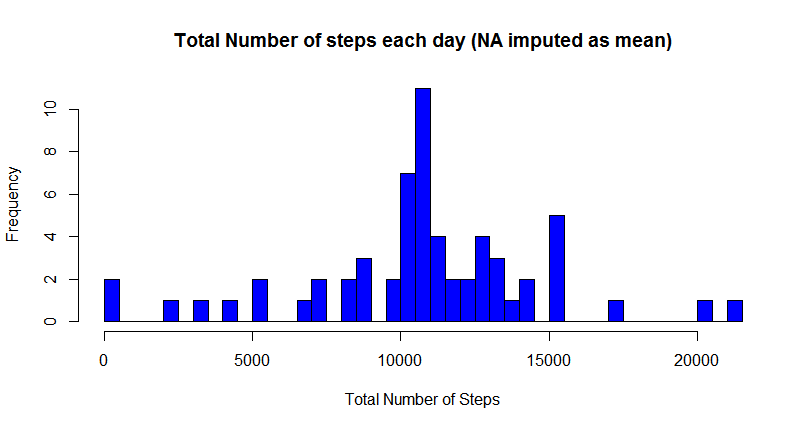 Total Number of steps each day (NA imputed as mean)
Frequency
10
8
6
4
2
0
0 5000 10000 15000 20000
Total Number of Steps